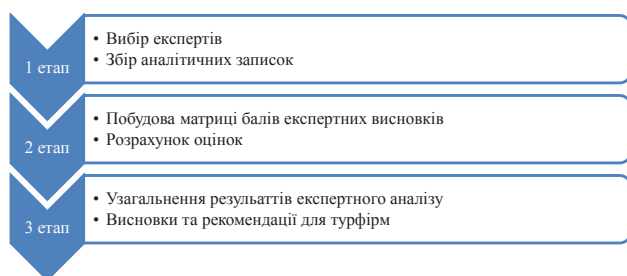 1 етап
• Вибір експертів
• Збір аналітичних записок
2 етап
• Побудова матриці балів експертних висновків
• Розрахунок оцінок
3 етап
• Узагальнення резульаттів експертного аналізу
• Висновки та рекомендації для турфірм